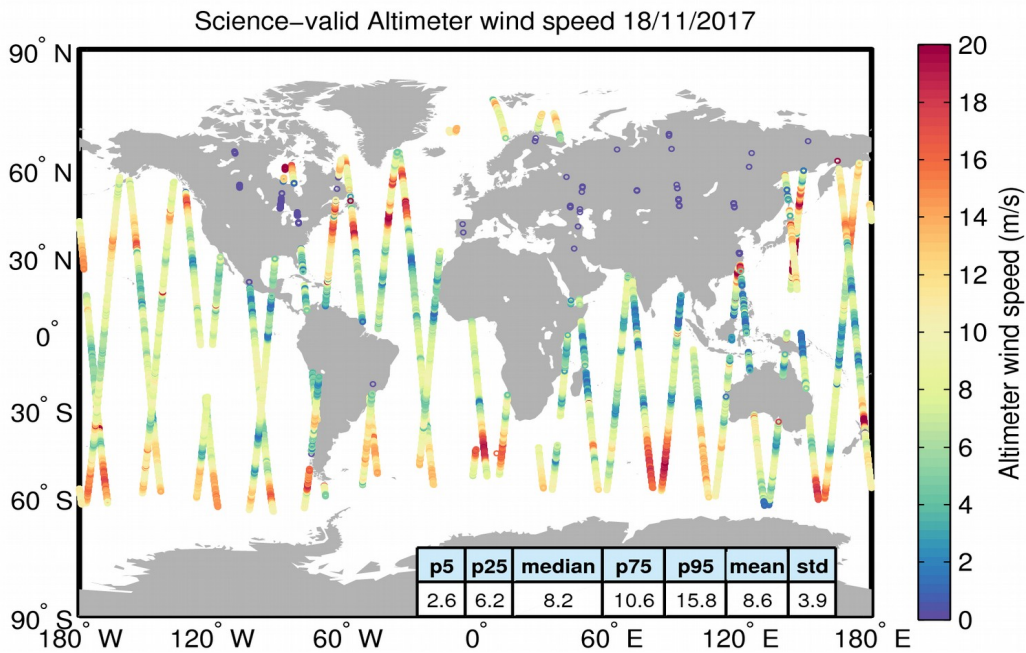 Science−valid Altimeter wind speed 18/11/2017
90° N
60° N
30° N
0°
30° S
60° S
90° S
180° W
120° W
60° W
0°
60° E
120° E
180° E
p5 p25 median p75 p95 mean std
2.6 6.2 8.2 10.6 15.8 8.6 3.9
20
18
16
14
12
10
8
6
4
2
0
Altimeter wind speed (m/s)